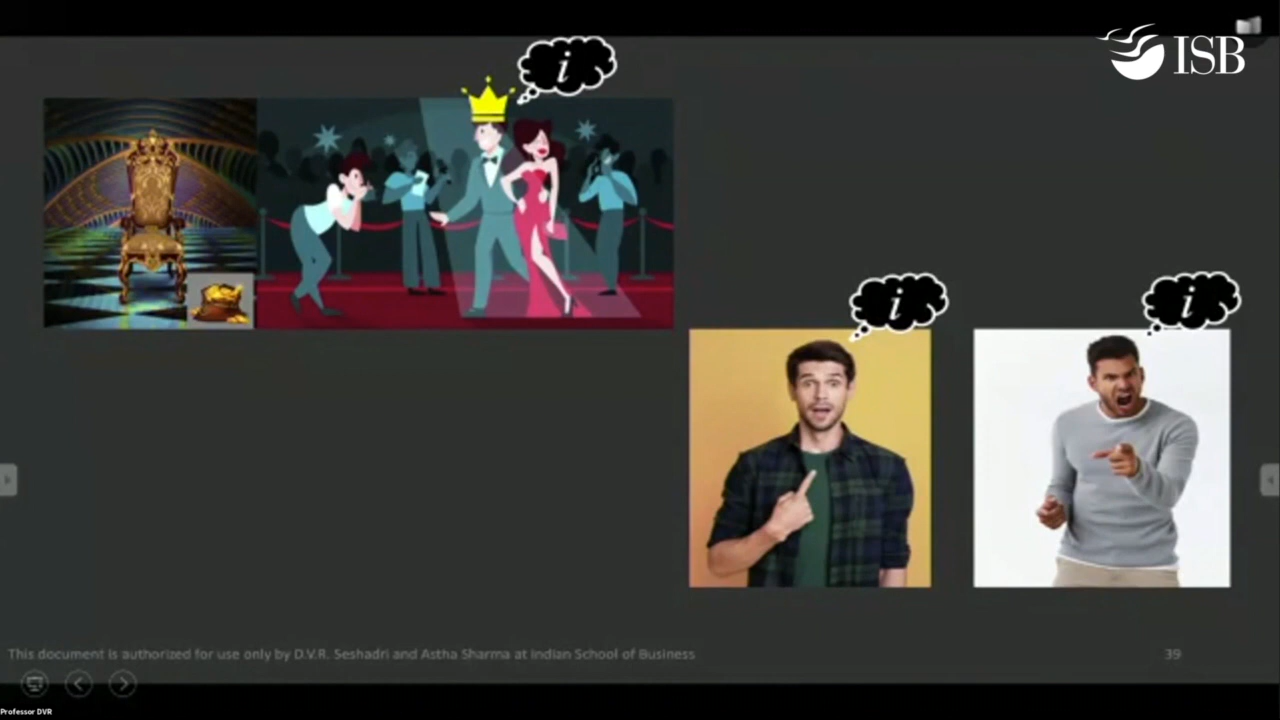 ISB
i
i
i
This document is authorized for use only by D.V.R. Seshadri and Astha Sharma at Indian School of Business
39
Professor DVR